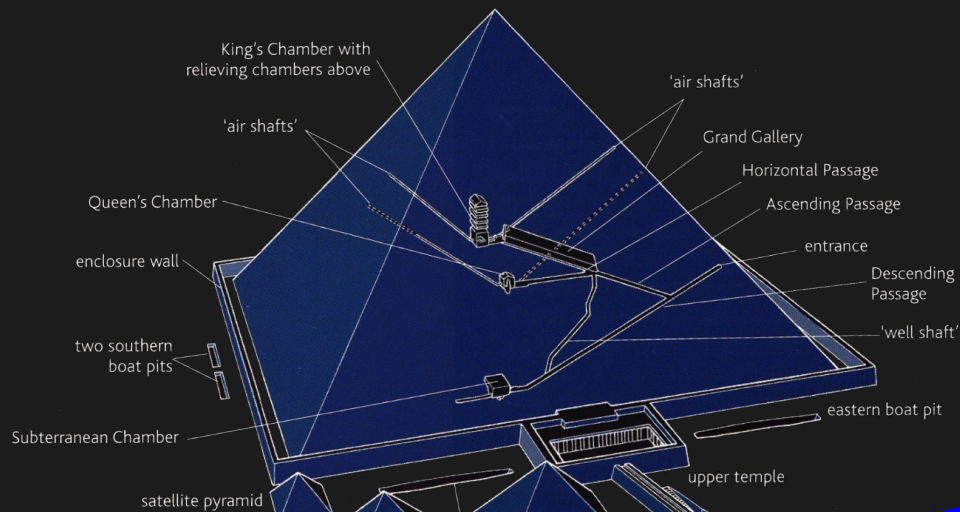 King's Chamber with
relieving chambers above
'air shafts'
'air shafts'
Grand Gallery
Horizontal Passage
Queen's Chamber
Ascending Passage
entrance
enclosure wall
Descending
Passage
'well shaft'
two southern
boat pits
eastern boat pit
Subterranean Chamber
upper temple
satellite pyramid